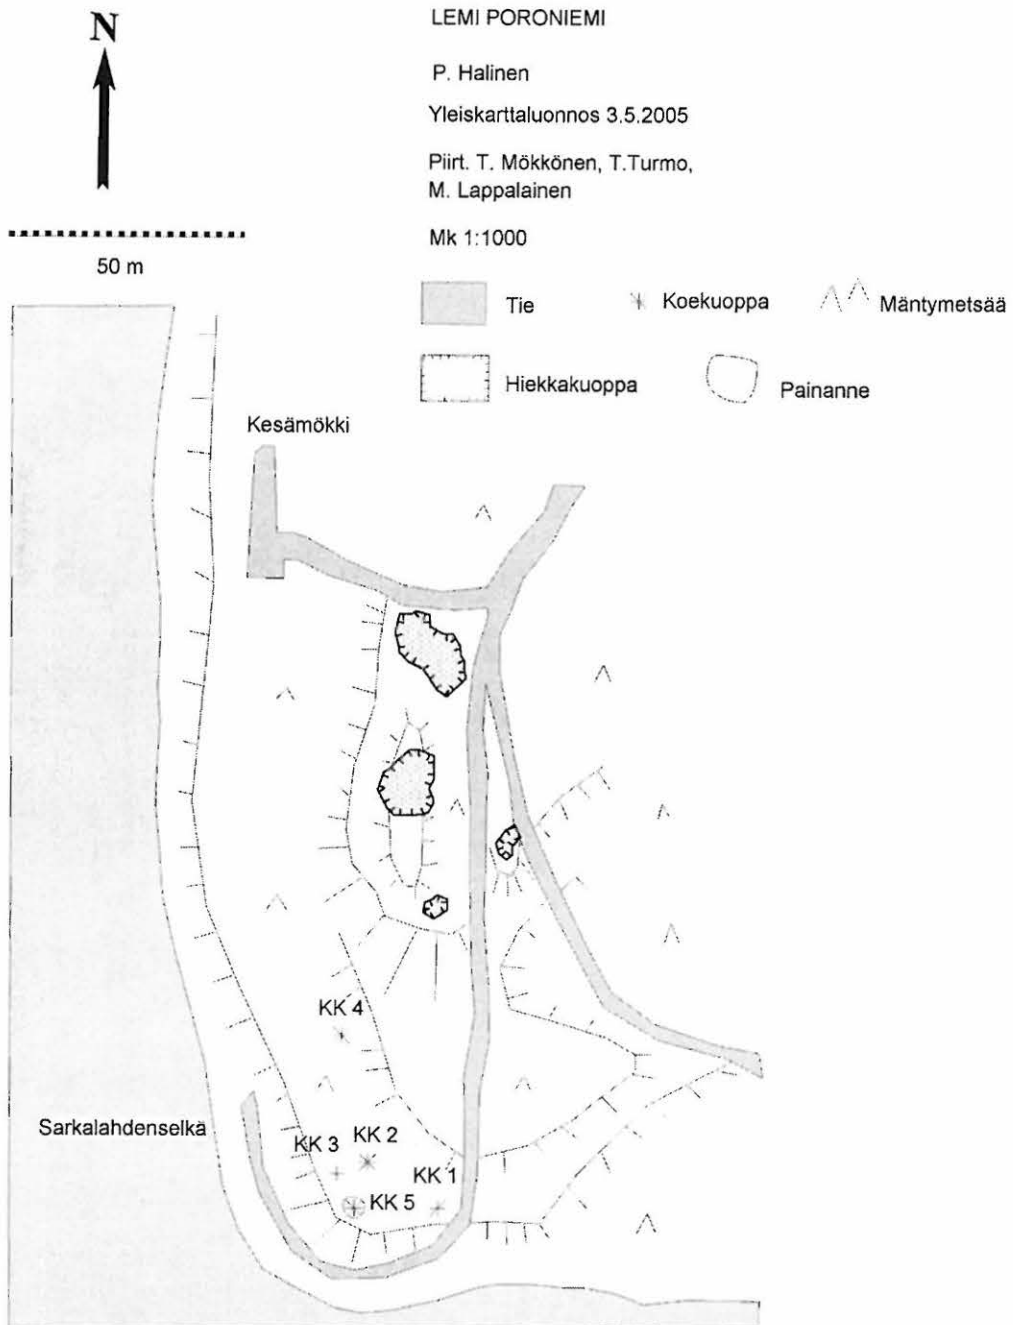 N
LEMI PORONIEMI
P. Halinen
Yleiskarttaluonnos 3.5.2005
Piirt. T. Mökkönen, T.Turmo,
M. Lappalainen
Mk 1:1000
50 m
Tie
Koekuoppa
Mäntymetsää
Hiekkakuoppa
Painanne
Kesämökki
KK 4
Sarkalahdenselkä
KK 3
KK 2
KK 1
KK 5